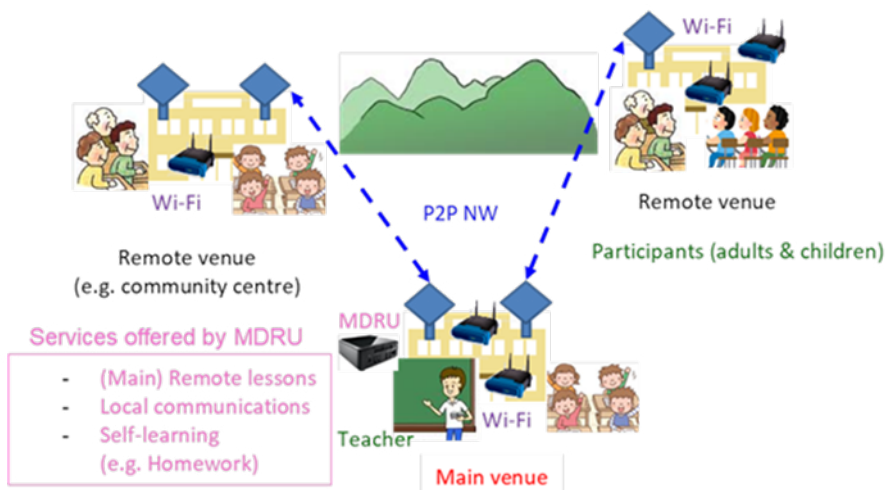 Wi-Fi
Wi-Fi
P2P NW
Remote venue
Participants (adults & children)
Remote venue
(e.g. community centre)
Services offered by MDRU
- (Main) Remote lessons
- Local communications
- Self-learning
(e.g. Homework)
MDRU
Wi-Fi
Teacher
Main venue